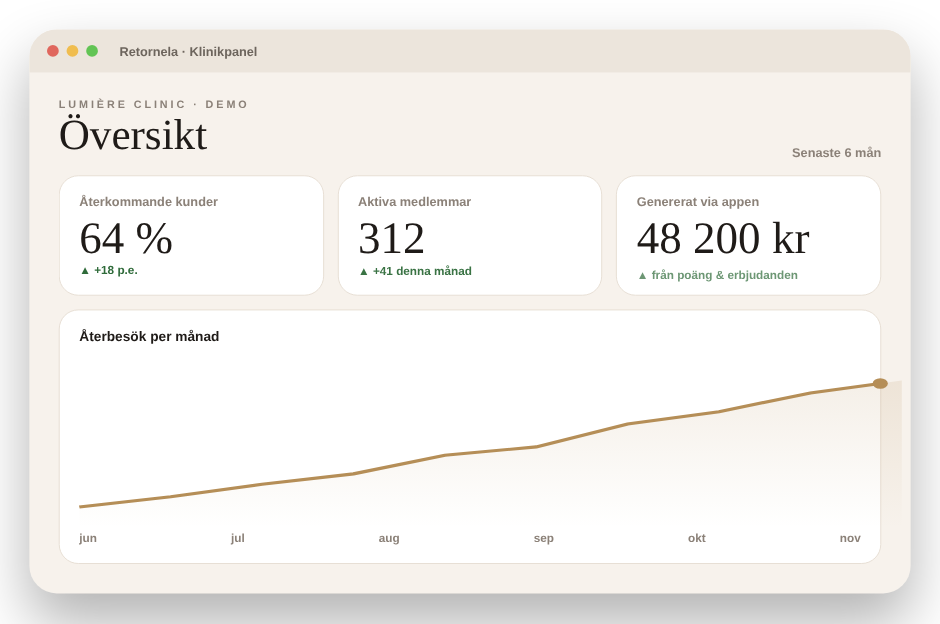 Retornela · Klinikpanel
LUMIÈRE CLINIC · DEMO
Översikt
Senaste 6 mån
Återkommande kunder
64 %
▲ +18 p.e.
Aktiva medlemmar
312
▲ +41 denna månad
Genererat via appen
48 200 kr
▲ från poäng & erbjudanden
Återbesök per månad
jun jul aug sep okt nov